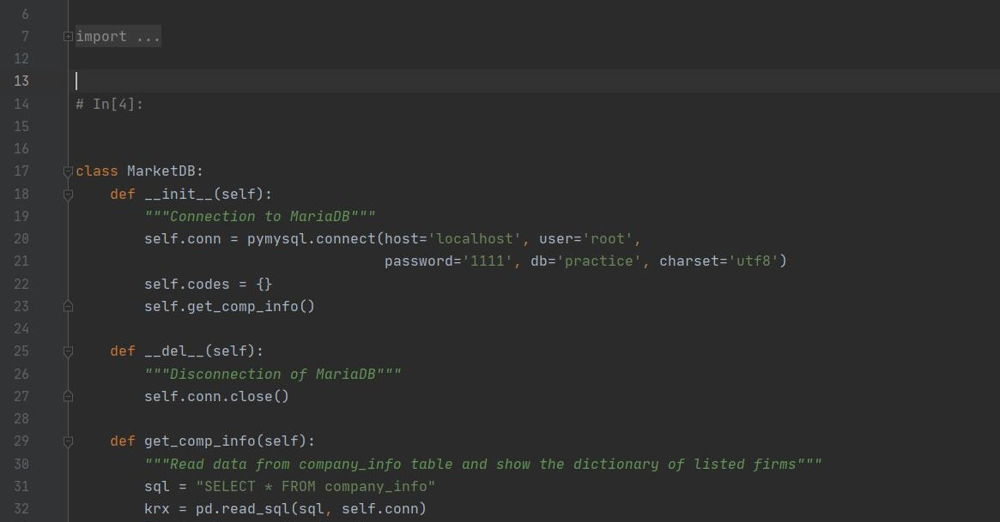 6
7 import ...
12
13
14 # In[4]:
15
16
17 class MarketDB:
18     def __init__(self):
19         """Connection to MariaDB"""
20         self.conn = pymysql.connect(host='localhost', user='root',
21                                     password='1111', db='practice', charset='utf8')
22         self.codes = {}
23         self.get_comp_info()
24
25     def __del__(self):
26         """Disconnection of MariaDB"""
27         self.conn.close()
28
29     def get_comp_info(self):
30         """Read data from company_info table and show the dictionary of listed firms"""
31         sql = "SELECT * FROM company_info"
32         krx = pd.read_sql(sql, self.conn)